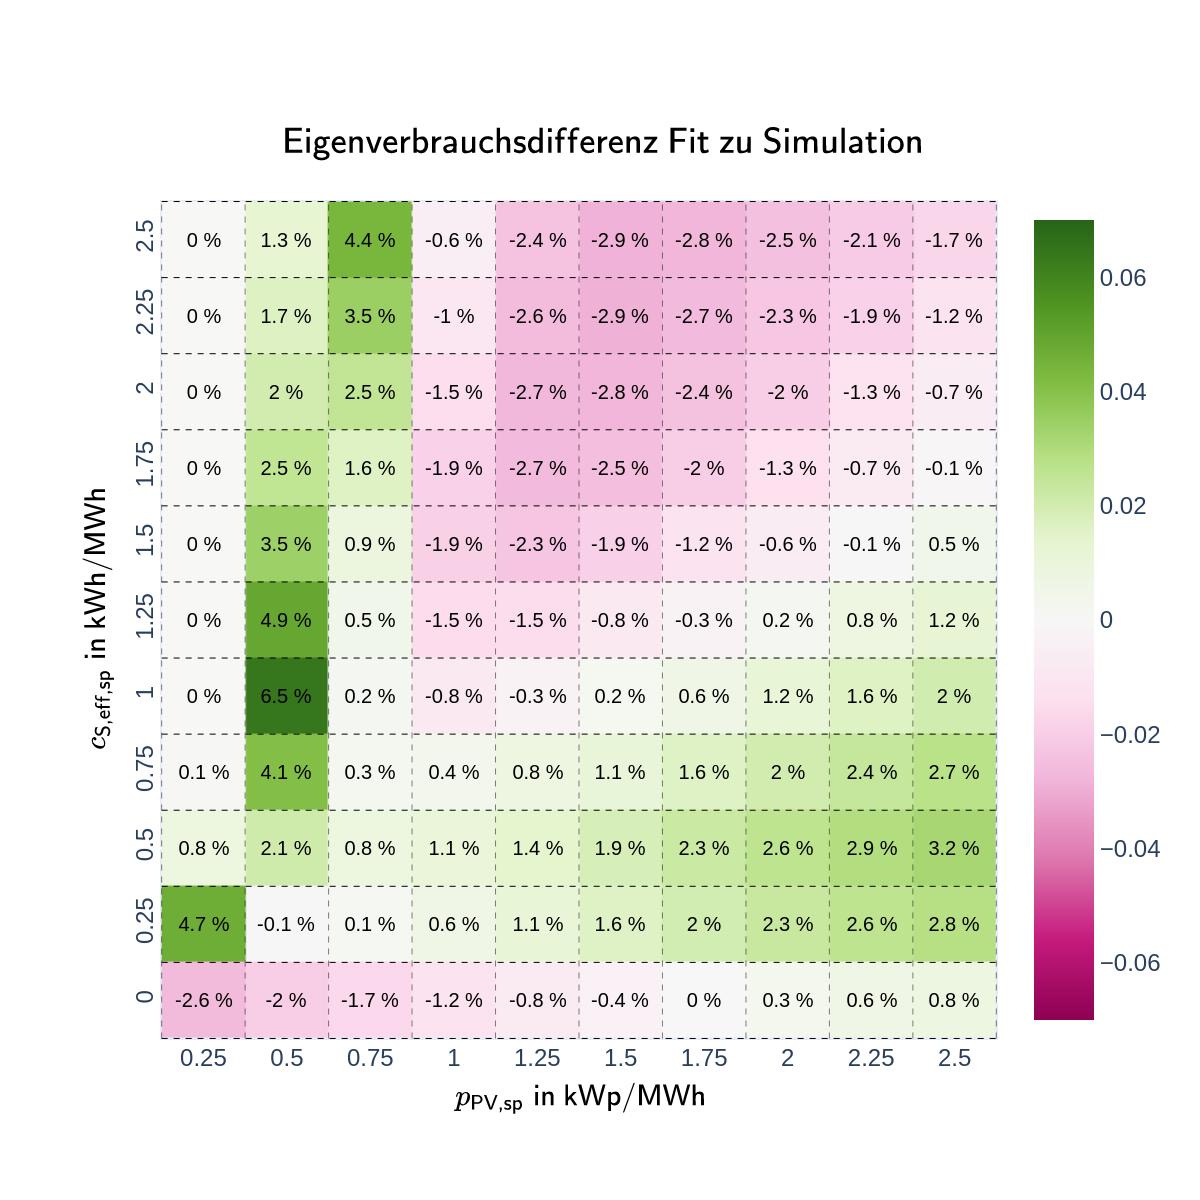 Eigenverbrauchsdifferenz Fit zu Simulation
2.5 0 % 1.3 % 4.4 % -0.6 % -2.4 % -2.9 % -2.8 % -2.5 % -2.1 % -1.7 %
2.25 0 % 1.7 % 3.5 % -1 % -2.6 % -2.9 % -2.7 % -2.3 % -1.9 % -1.2 %
2 0 % 2 % 2.5 % -1.5 % -2.7 % -2.8 % -2.4 % -2 % -1.3 % -0.7 %
1.75 0 % 2.5 % 1.6 % -1.9 % -2.7 % -2.5 % -2 % -1.3 % -0.7 % -0.1 %
1.5 0 % 3.5 % 0.9 % -1.9 % -2.3 % -1.9 % -1.2 % -0.6 % -0.1 % 0.5 %
1.25 0 % 4.9 % 0.5 % -1.5 % -1.5 % -0.8 % -0.3 % 0.2 % 0.8 % 1.2 %
1 0 % 6.5 % 0.2 % -0.8 % -0.3 % 0.2 % 0.6 % 1.2 % 1.6 % 2 %
0.75 0.1 % 4.1 % 0.3 % 0.4 % 0.8 % 1.1 % 1.6 % 2 % 2.4 % 2.7 %
0.5 0.8 % 2.1 % 0.8 % 1.1 % 1.4 % 1.9 % 2.3 % 2.6 % 2.9 % 3.2 %
0.25 4.7 % -0.1 % 0.1 % 0.6 % 1.1 % 1.6 % 2 % 2.3 % 2.6 % 2.8 %
0 -2.6 % -2 % -1.7 % -1.2 % -0.8 % -0.4 % 0 % 0.3 % 0.6 % 0.8 %
0.25 0.5 0.75 1 1.25 1.5 1.75 2 2.25 2.5
p PV,sp in kWp/MWh
c S,eff,sp in kWh/MWh
0.06
0.04
0.02
0
−0.02
−0.04
−0.06